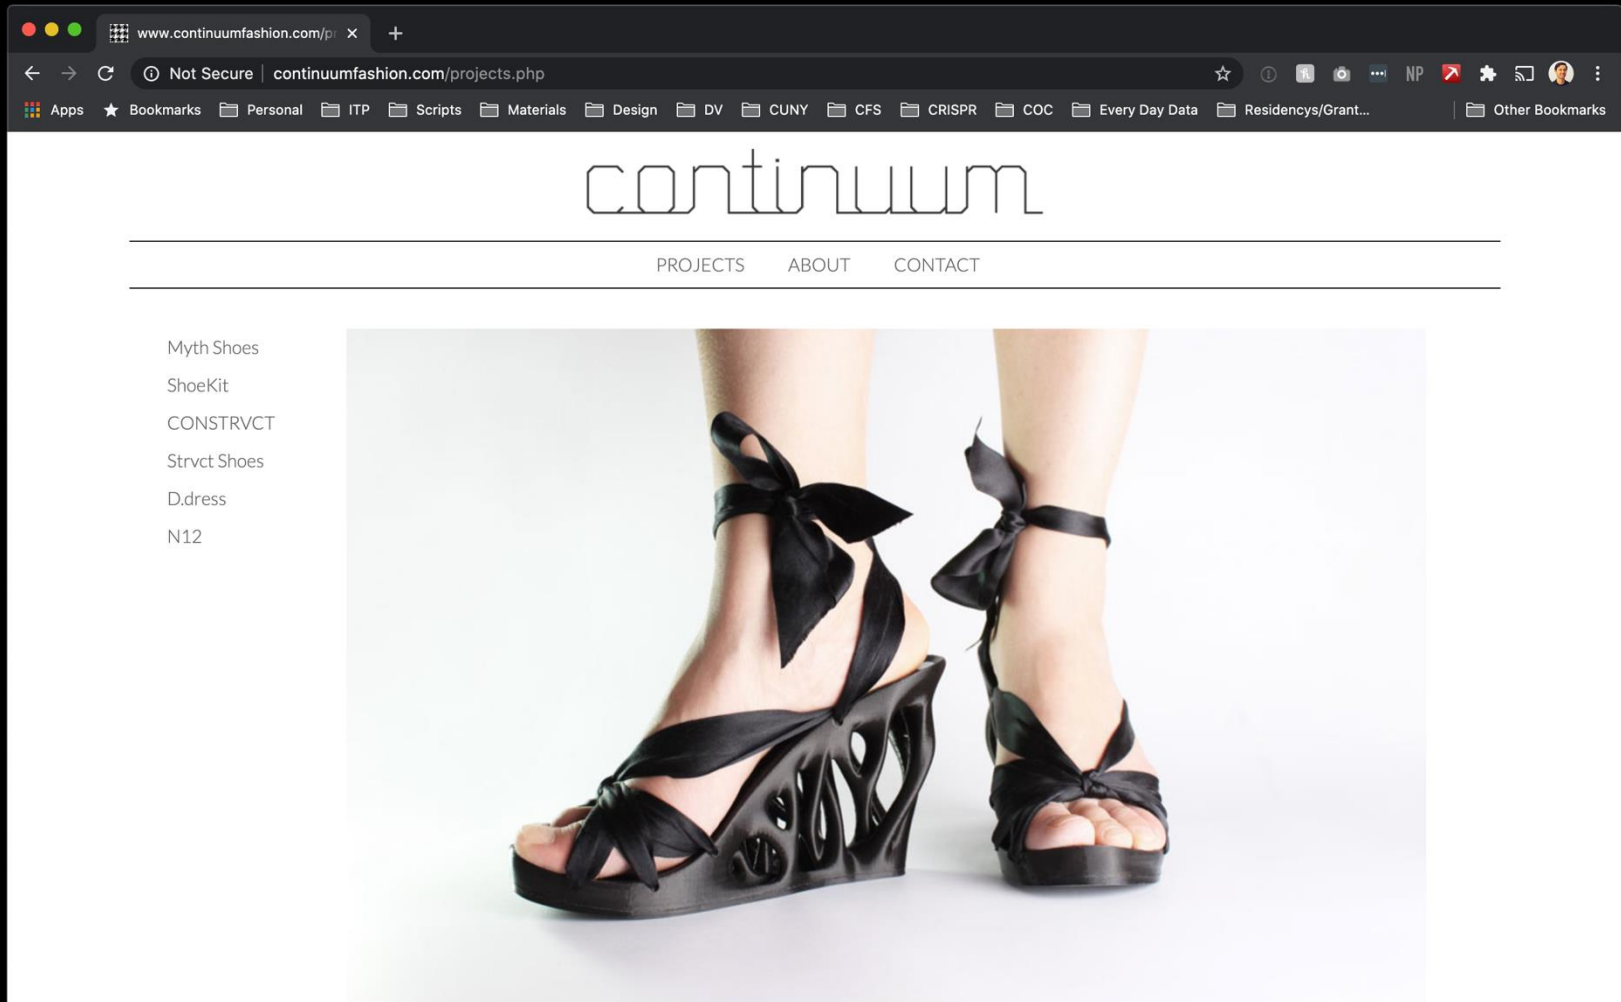 www.continuumfashion.com/pr
Not Secure | continuumfashion.com/projects.php
NP
Apps Bookmarks Personal ITP Scripts Materials Design DV CUNY CFS CRISPR COC Every Day Data Residencys/Grant... Other Bookmarks
continuum
PROJECTS ABOUT CONTACT
Myth Shoes
ShoeKit
CONSTRVCT
Strvct Shoes
D.dress
N12